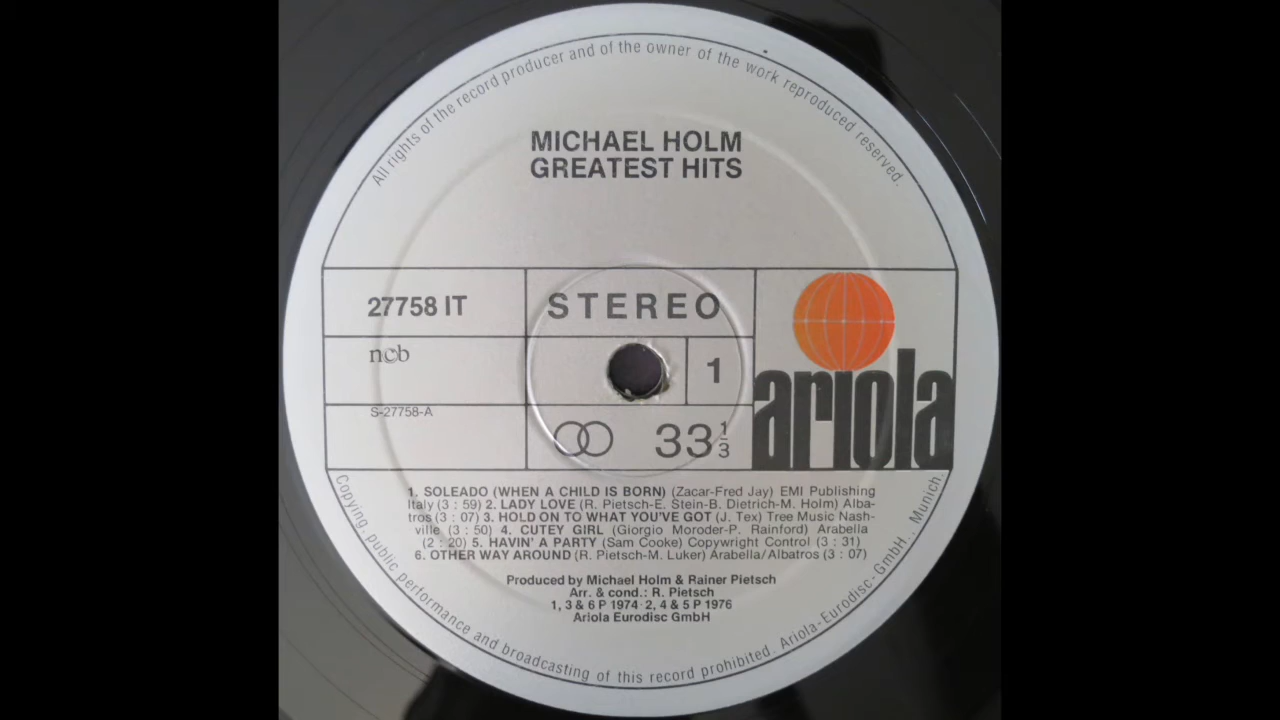 All rights of the record producer and of the owner of the work reproduced reserved.
MICHAEL HOLM
GREATEST HITS
27758 IT
STEREO
ncb
1
S-27758-A
33 1/3
ariola
1. SOLEADO (WHEN A CHILD IS BORN) (Zacar-Fred Jay) EMI Publishing
Italy (3 : 59) 2. LADY LOVE (R. Pietsch-E. Stein-B. Dietrich-M. Holm) Alba-
tros (3 : 07) 3. HOLD ON TO WHAT YOU'VE GOT (J. Tex) Tree Music Nash-
ville (3 : 50) 4. CUTEY GIRL (Giorgio Moroder-P. Rainford) Arabella
(2 : 20) 5. HAVIN' A PARTY (Sam Cooke) Copywright Control (3 : 31)
6. OTHER WAY AROUND (R. Pietsch-M. Luker) Arabella/Albatros (3 : 07)
Produced by Michael Holm & Rainer Pietsch
Arr. & cond.: R. Pietsch
1, 3 & 6 P 1974 · 2, 4 & 5 P 1976
Ariola Eurodisc GmbH
Copying public performance and broadcasting of this record prohibited. Ariola-Eurodisc-GmbH., Munich.